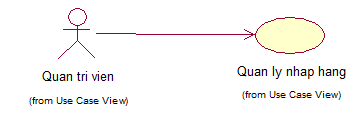 Quan tri vien
(from Use Case View)
Quan ly nhap hang
(from Use Case View)